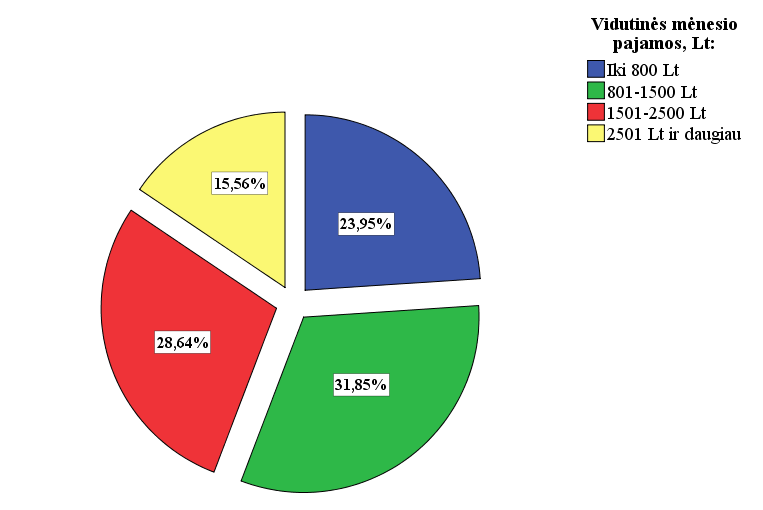 Vidutinės mėnesio
pajamos, Lt:
Iki 800 Lt
801-1500 Lt
1501-2500 Lt
2501 Lt ir daugiau
15,56%
23,95%
28,64%
31,85%